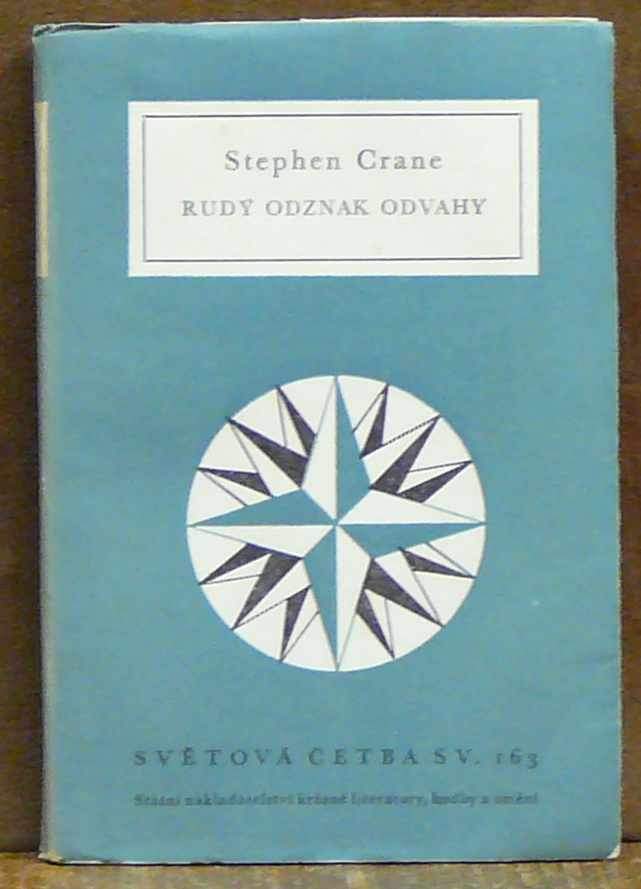 Stephen Crane
RUDÝ ODZNAK ODVAHY
SVĚTOVÁ ČETBA SV. 163
Státní nakladatelství krásné literatury, hudby a umění